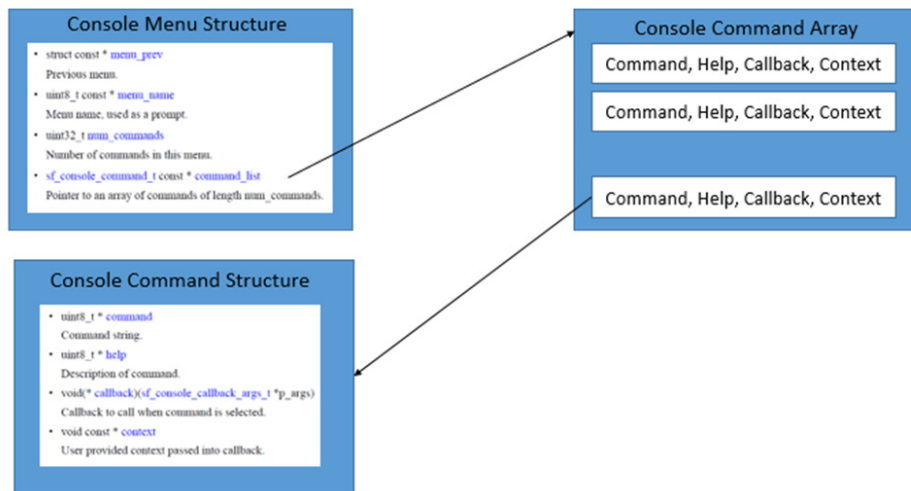 Console Menu Structure
• struct const * menu_prev
Previous menu.
• uint8_t const * menu_name
Menu name, used as a prompt.
• uint32_t num_commands
Number of commands in this menu.
• sf_console_command_t const * command_list
Pointer to an array of commands of length num_commands.
Console Command Array
Command, Help, Callback, Context
Command, Help, Callback, Context
Command, Help, Callback, Context
Console Command Structure
• uint8_t * command
Command string.
• uint8_t * help
Description of command.
• void(* callback)(sf_console_callback_args_t *p_args)
Callback to call when command is selected.
• void const * context
User provided context passed into callback.